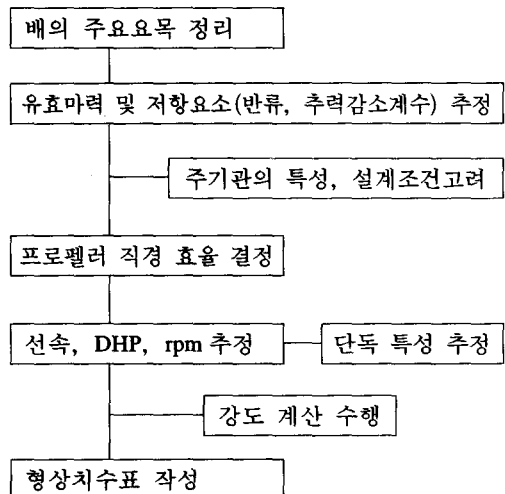 배의 주요요목 정리
유효마력 및 저항요소(반류, 추력감소계수) 추정
주기관의 특성, 설계조건고려
프로펠러 직경 효율 결정
선속, DHP, rpm 추정
단독 특성 추정
강도 계산 수행
형상치수표 작성